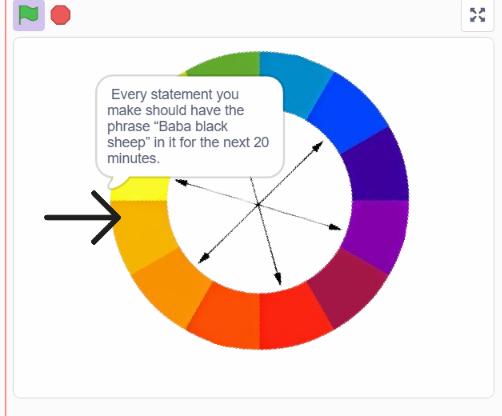 Every statement you
make should have the
phrase “Baba black
sheep” in it for the next 20
minutes.